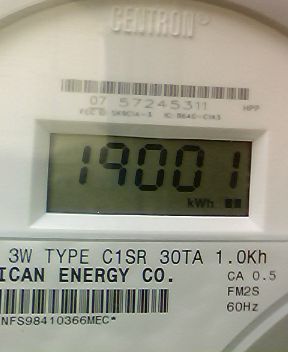 CENTRON®
07 57245311
HPP
19001
kWh
3W TYPE C1SR 30TA 1.0Kh
ICAN ENERGY CO.
CA 0.5
FM2S
60Hz
NFS98410366MEC*